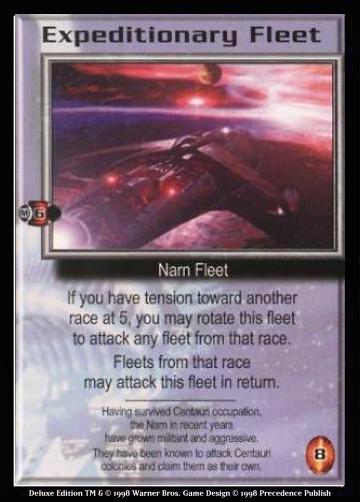 Expeditionary Fleet
M 6
Narn Fleet
If you have tension toward another
race at 5, you may rotate this fleet
to attack any fleet from that race.
Fleets from that race
may attack this fleet in return.
Having survived Centauri occupation,
the Narn in recent years
have grown militant and aggressive.
They have been known to attack Centauri
colonies and claim them as their own.
8
Deluxe Edition TM & © 1998 Warner Bros. Game Design © 1998 Precedence Publish